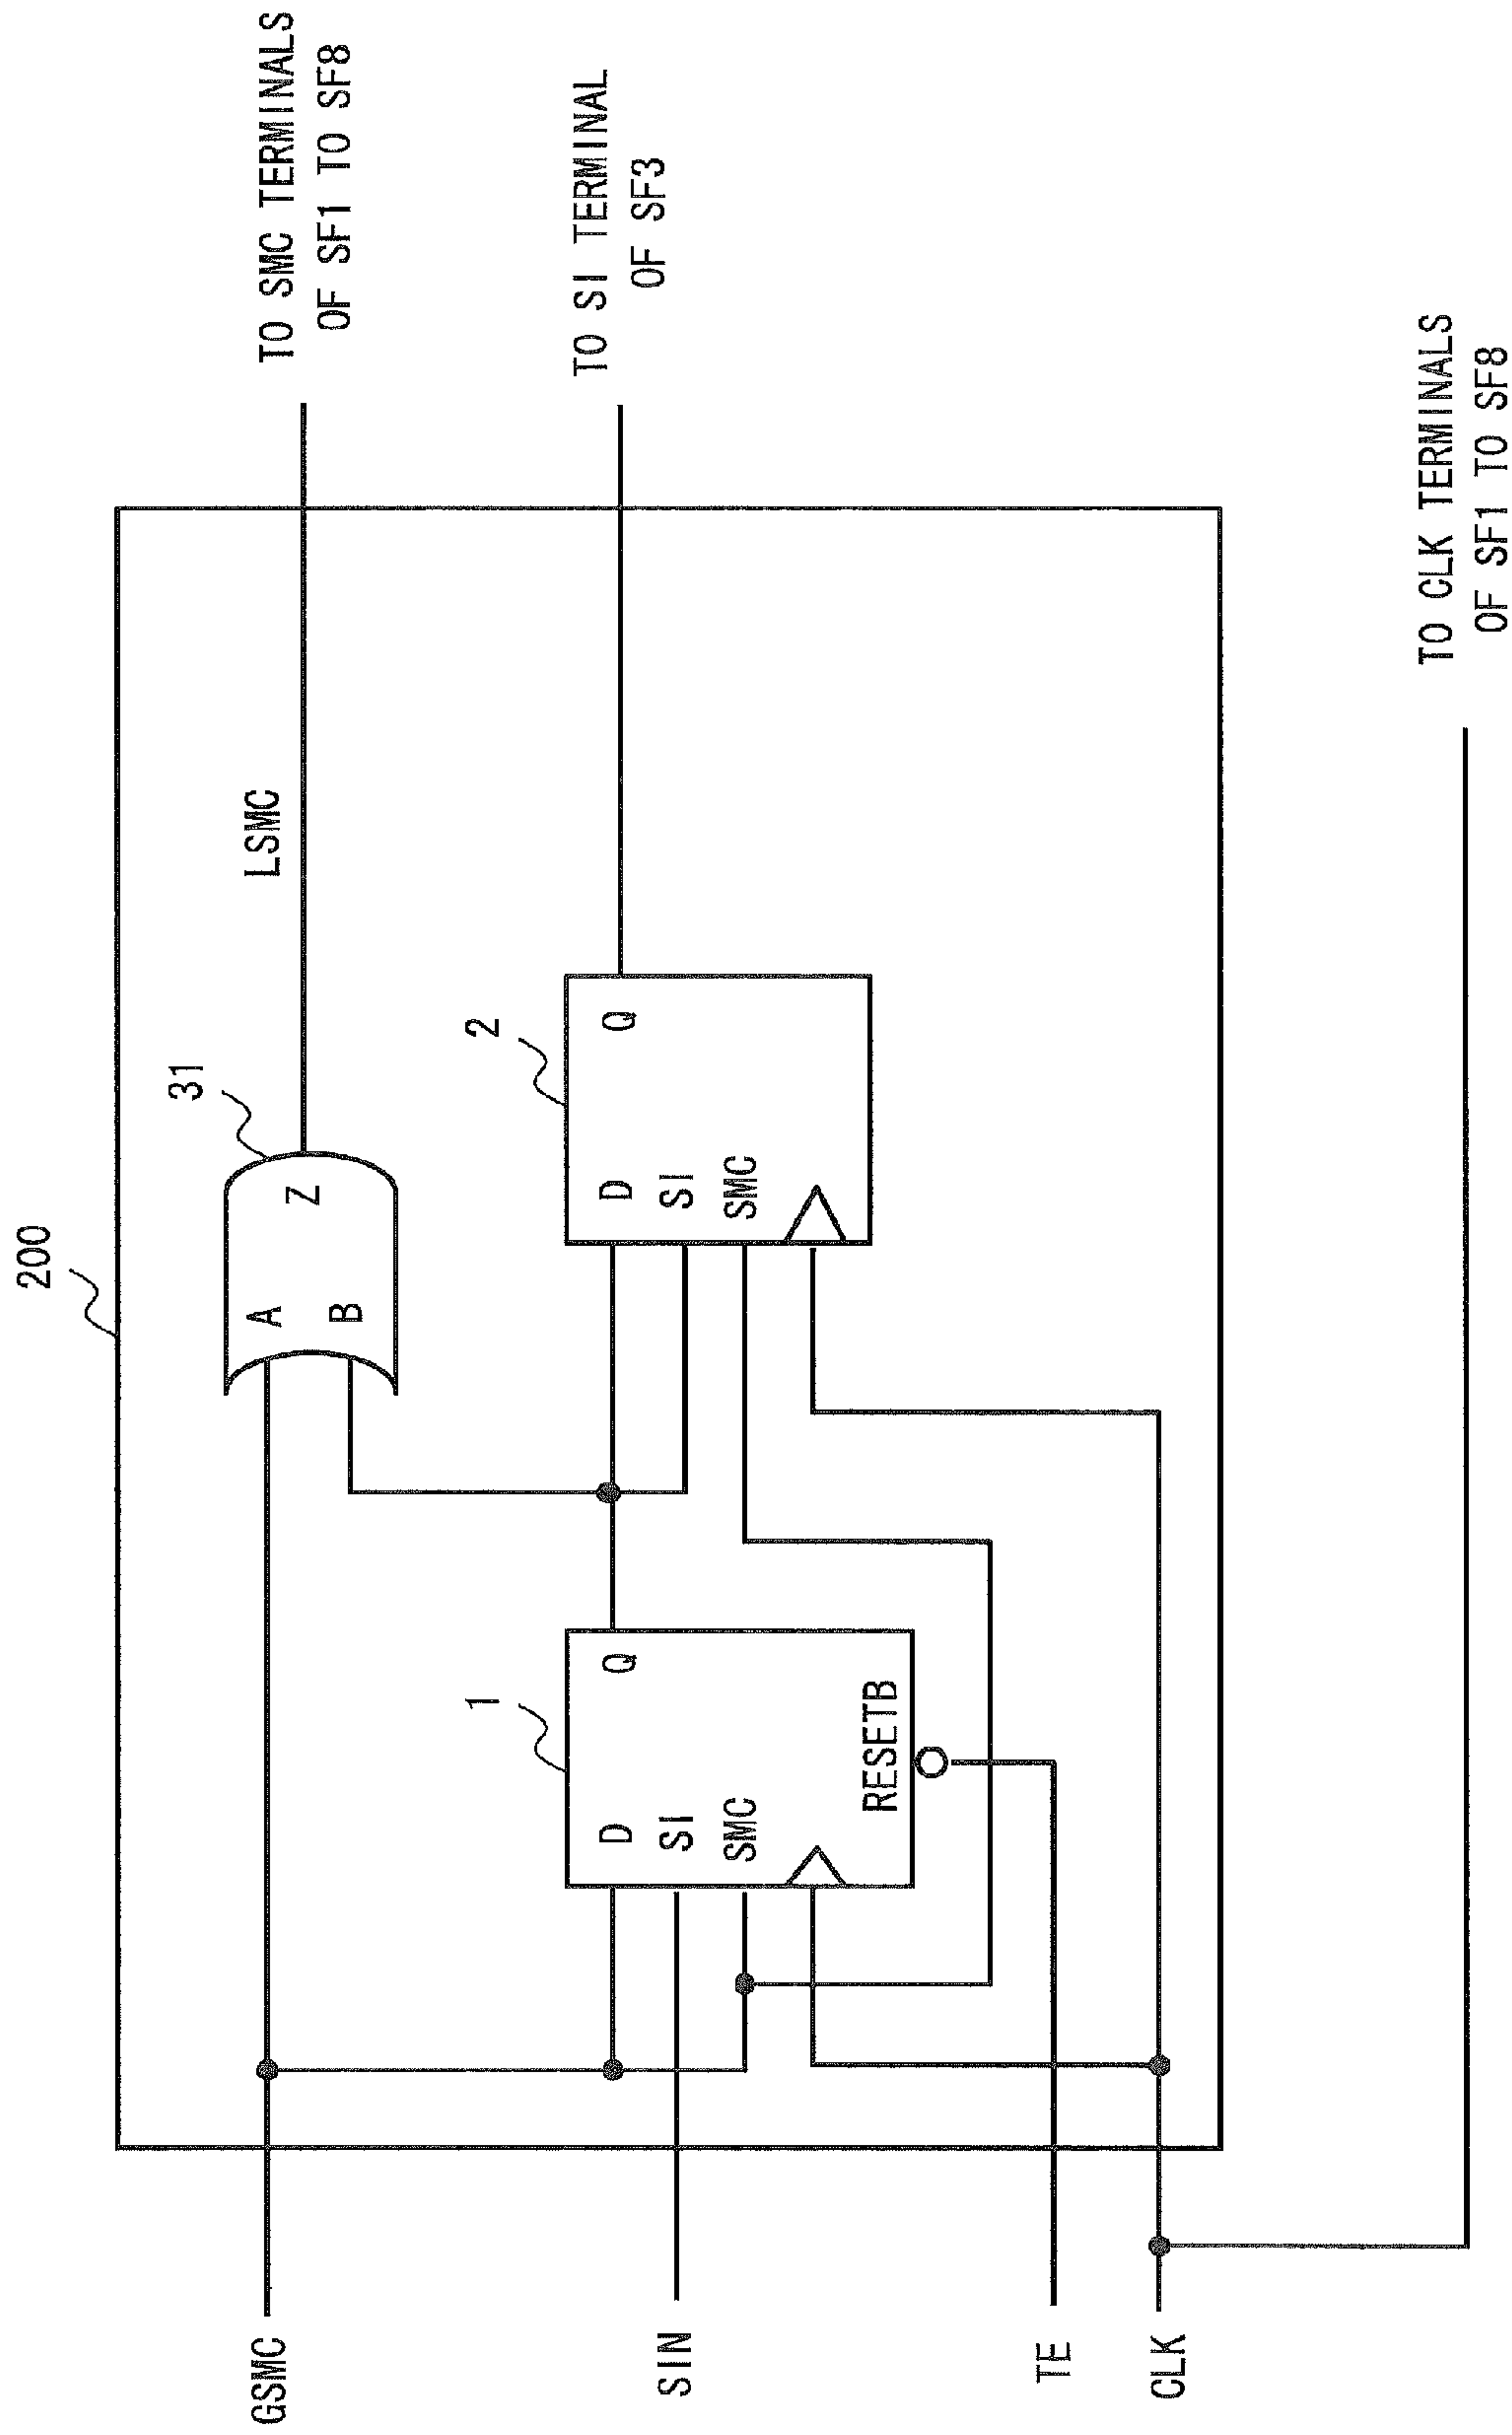 200
31
A
B
Z
LSMC
TO SMC TERMINALS
OF SF1 TO SF8
GSMC
1
D
SI
SMC
Q
RESETB
2
D
SI
SMC
Q
TO SI TERMINAL
OF SF3
SIN
TE
CLK
TO CLK TERMINALS
OF SF1 TO SF8